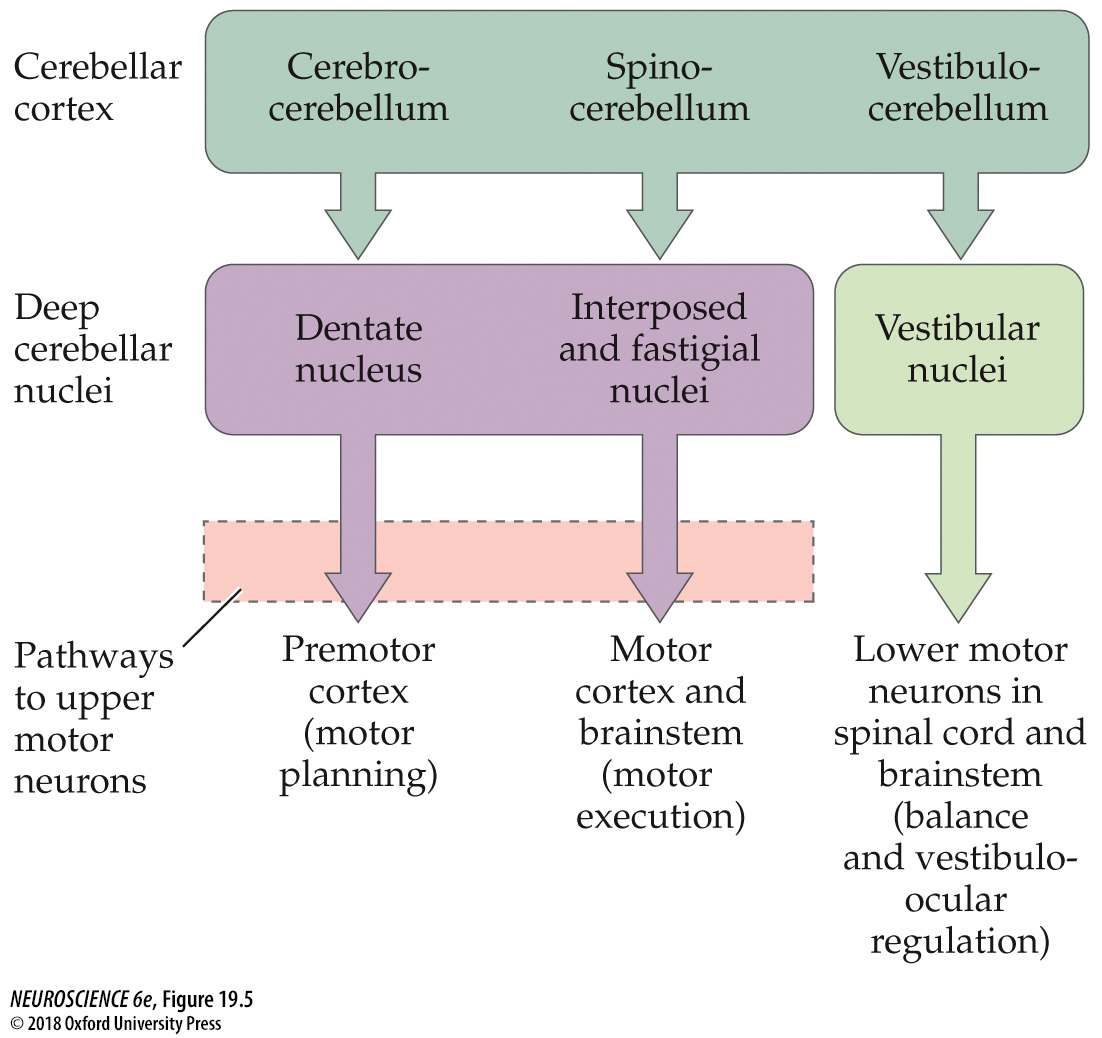 Cerebellar
cortex
Cerebro-
cerebellum
Spino-
cerebellum
Vestibulo-
cerebellum
Deep
cerebellar
nuclei
Dentate
nucleus
Interposed
and fastigial
nuclei
Vestibular
nuclei
Pathways
to upper
motor
neurons
Premotor
cortex
(motor
planning)
Motor
cortex and
brainstem
(motor
execution)
Lower motor
neurons in
spinal cord and
brainstem
(balance
and vestibulo-
ocular
regulation)
NEUROSCIENCE 6e, Figure 19.5
© 2018 Oxford University Press